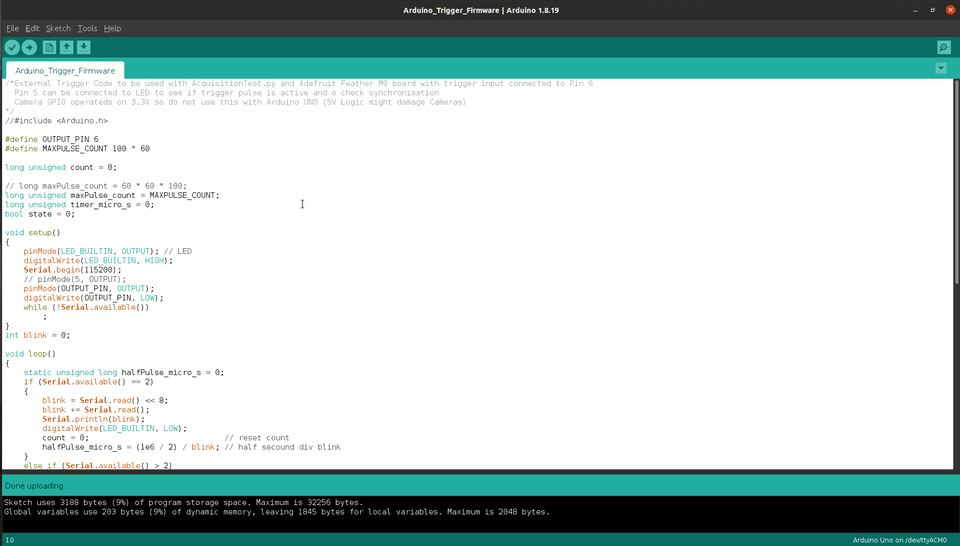 Arduino_Trigger_Firmware | Arduino 1.8.19
File Edit Sketch Tools Help
Arduino_Trigger_Firmware
/*External Trigger Code to be used with AcquisitionTest.py and Adafruit Feather M0 board with trigger input connected to Pin 6
Pin 5 can be connected to LED to see if trigger pulse is active and o check synchronisation
Camera GPIO operateds on 3.3V so do not use this with Arduino UNO (5V Logic might damage Cameras)
*/
//#include <Arduino.h>
#define OUTPUT_PIN 6
#define MAXPULSE_COUNT 100 * 60
long unsigned count = 0;
// long maxPulse_count = 60 * 60 * 100;
long unsigned maxPulse_count = MAXPULSE_COUNT;
long unsigned timer_micro_s = 0;
bool state = 0;
void setup()
{
pinMode(LED_BUILTIN, OUTPUT); // LED
digitalWrite(LED_BUILTIN, HIGH);
Serial.begin(115200);
// pinMode(5, OUTPUT);
pinMode(OUTPUT_PIN, OUTPUT);
digitalWrite(OUTPUT_PIN, LOW);
while (!Serial.available())
;
}
int blink = 0;
void loop()
{
static unsigned long halfPulse_micro_s = 0;
if (Serial.available() == 2)
{
blink = Serial.read() << 8;
blink += Serial.read();
Serial.println(blink);
digitalWrite(LED_BUILTIN, LOW);
count = 0; // reset count
halfPulse_micro_s = (1e6 / 2) / blink; // half secound div blink
}
else if (Serial.available() > 2)
Done uploading.
Sketch uses 3188 bytes (9%) of program storage space. Maximum is 32256 bytes.
Global variables use 203 bytes (9%) of dynamic memory, leaving 1845 bytes for local variables. Maximum is 2048 bytes.
10 Arduino Uno on /dev/ttyACM0